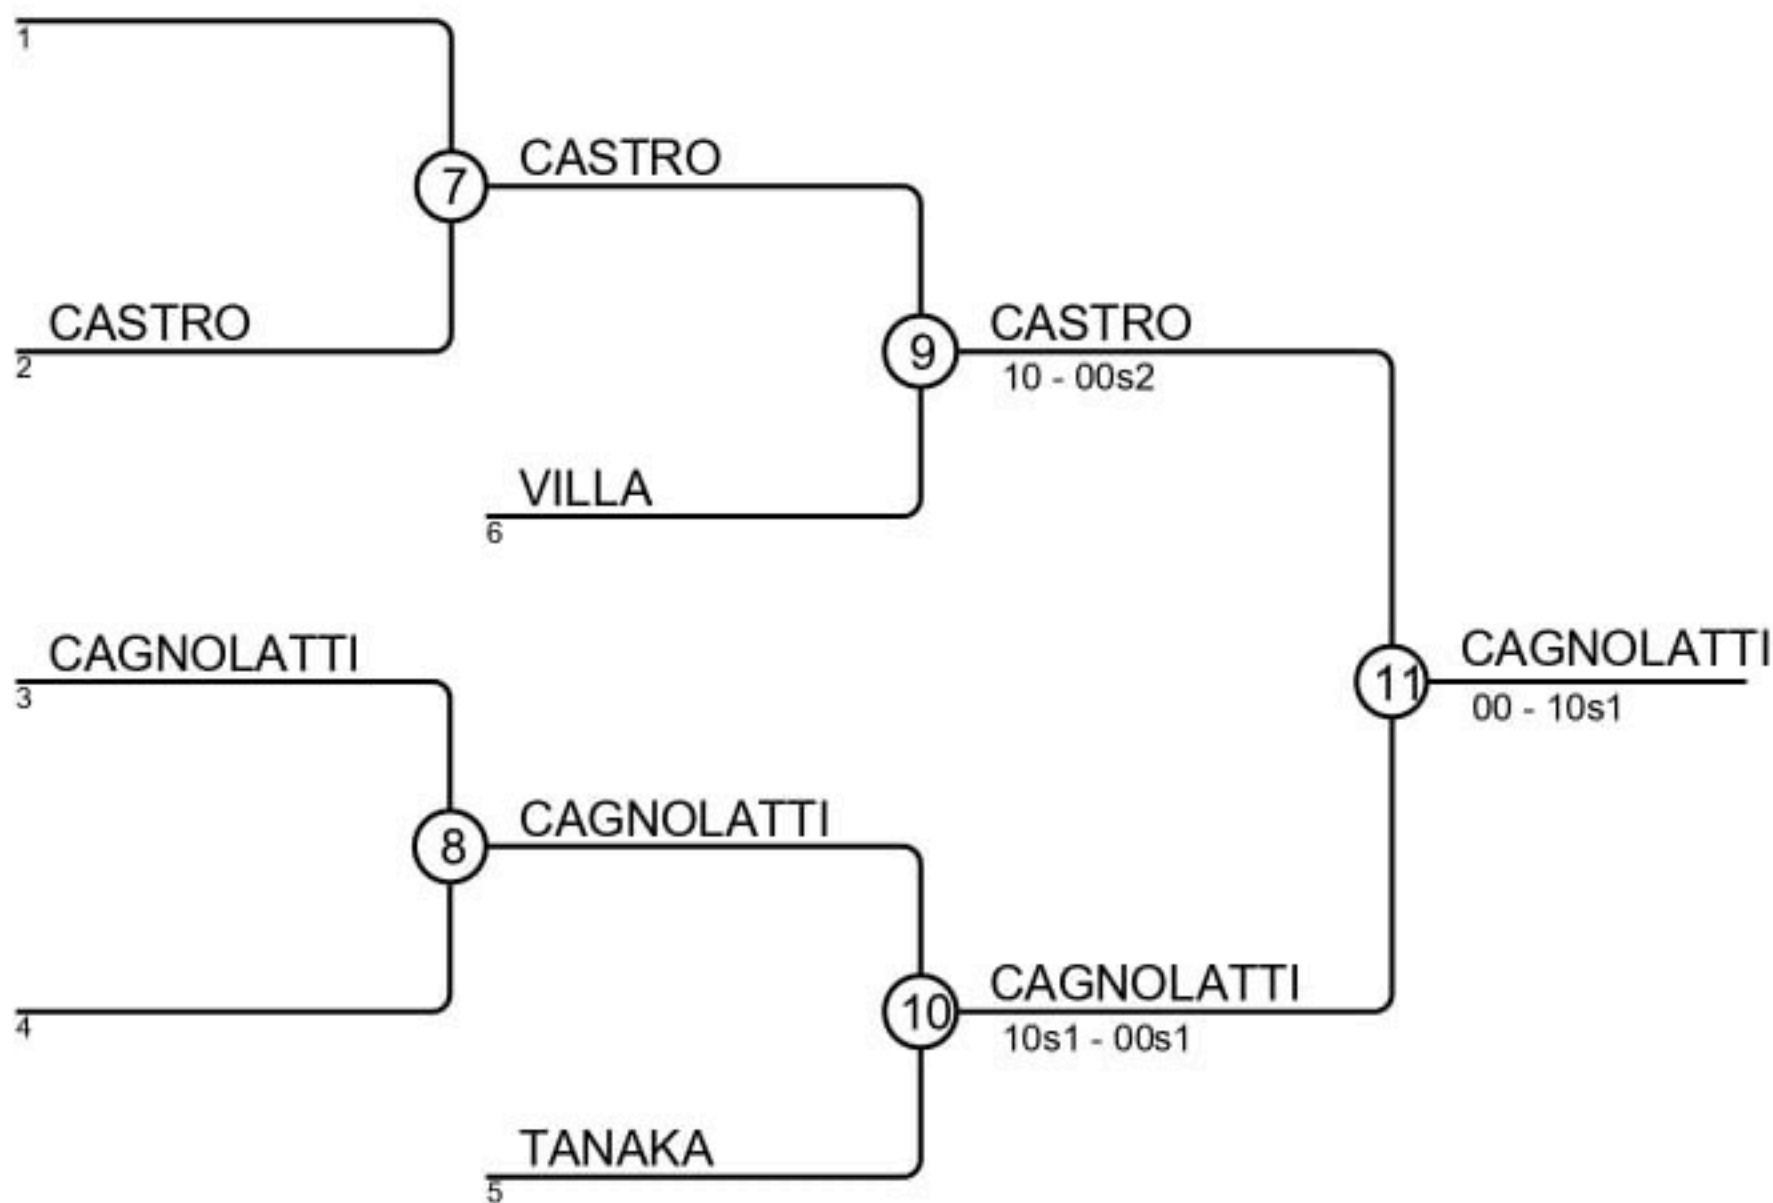 1
7
CASTRO
CASTRO
2
9
CASTRO
10 - 00s2
VILLA
6
CAGNOLATTI
3
11
CAGNOLATTI
00 - 10s1
8
CAGNOLATTI
4
10
CAGNOLATTI
10s1 - 00s1
TANAKA
5